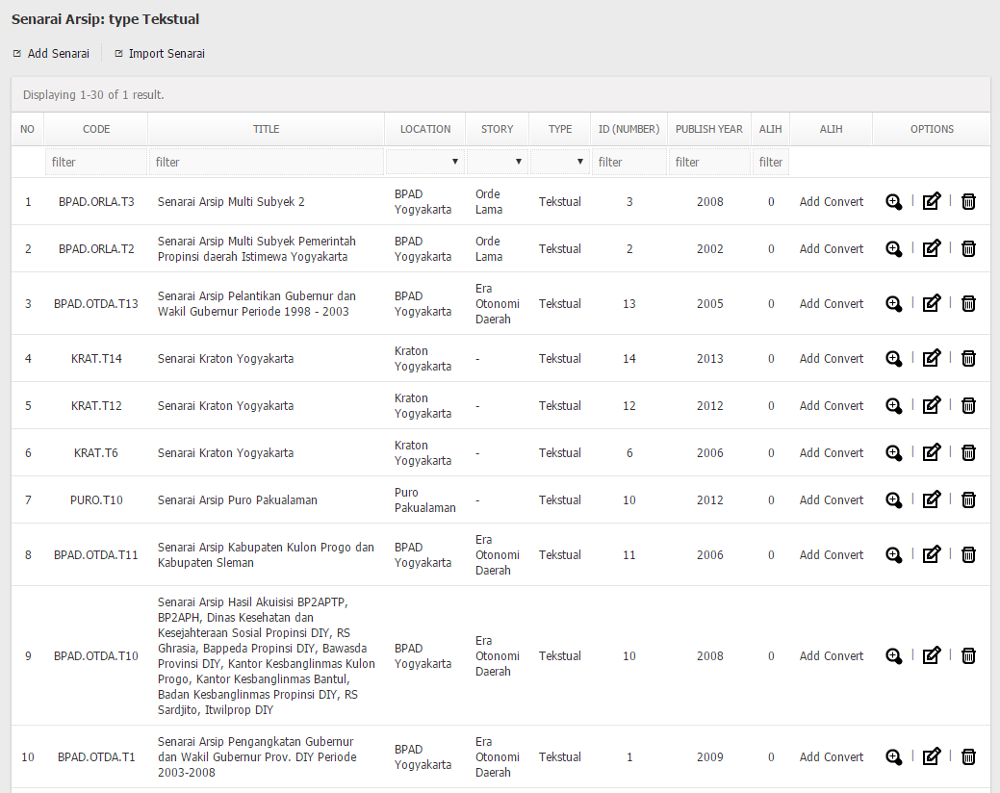 Senarai Arsip: type Tekstual
Add Senarai
Import Senarai
Displaying 1-30 of 1 result.
NO CODE TITLE LOCATION STORY TYPE ID (NUMBER) PUBLISH YEAR ALIH ALIH OPTIONS
filter filter filter filter filter
1 BPAD.ORLA.T3 Senarai Arsip Multi Subyek 2 BPAD Yogyakarta Orde Lama Tekstual 3 2008 0 Add Convert
2 BPAD.ORLA.T2 Senarai Arsip Multi Subyek Pemerintah Propinsi daerah Istimewa Yogyakarta BPAD Yogyakarta Orde Lama Tekstual 2 2002 0 Add Convert
3 BPAD.OTDA.T13 Senarai Arsip Pelantikan Gubernur dan Wakil Gubernur Periode 1998 - 2003 BPAD Yogyakarta Era Otonomi Daerah Tekstual 13 2005 0 Add Convert
4 KRAT.T14 Senarai Kraton Yogyakarta Kraton Yogyakarta - Tekstual 14 2013 0 Add Convert
5 KRAT.T12 Senarai Kraton Yogyakarta Kraton Yogyakarta - Tekstual 12 2012 0 Add Convert
6 KRAT.T6 Senarai Kraton Yogyakarta Kraton Yogyakarta - Tekstual 6 2006 0 Add Convert
7 PURO.T10 Senarai Arsip Puro Pakualaman Puro Pakualaman - Tekstual 10 2012 0 Add Convert
8 BPAD.OTDA.T11 Senarai Arsip Kabupaten Kulon Progo dan Kabupaten Sleman BPAD Yogyakarta Era Otonomi Daerah Tekstual 11 2006 0 Add Convert
9 BPAD.OTDA.T10 Senarai Arsip Hasil Akuisisi BP2APTP, BP2APH, Dinas Kesehatan dan Kesejahteraan Sosial Propinsi DIY, RS Ghrasia, Bappeda Propinsi DIY, Bawasda Provinsi DIY, Kantor Kesbanglinmas Kulon Progo, Kantor Kesbanglinmas Bantul, Badan Kesbanglinmas Propinsi DIY, RS Sardjito, Itwilprop DIY BPAD Yogyakarta Era Otonomi Daerah Tekstual 10 2008 0 Add Convert
10 BPAD.OTDA.T1 Senarai Arsip Pengangkatan Gubernur dan Wakil Gubernur Prov. DIY Periode 2003-2008 BPAD Yogyakarta Era Otonomi Daerah Tekstual 1 2009 0 Add Convert